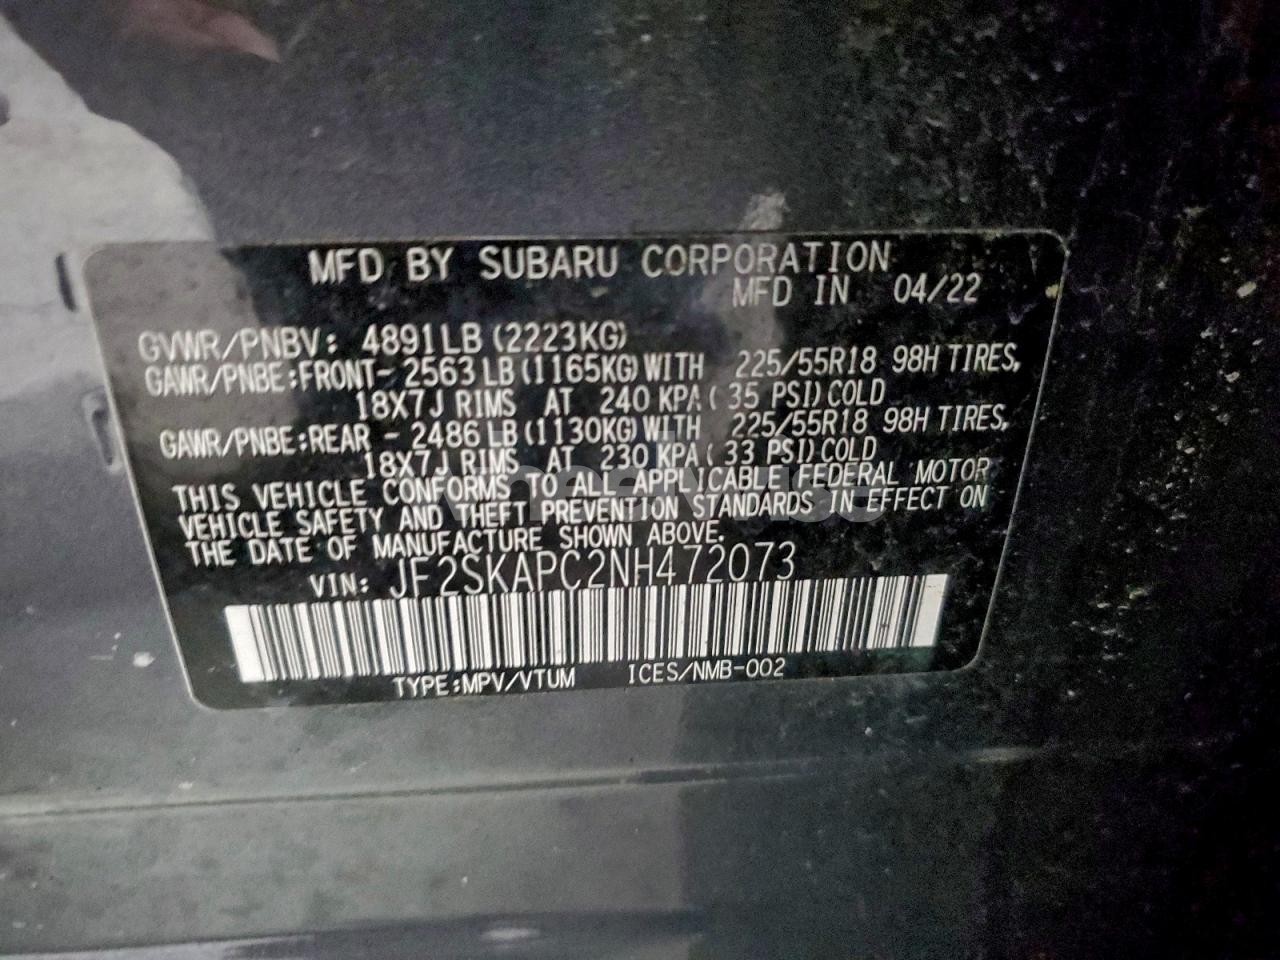 MFD BY SUBARU CORPORATION
MFD IN 04/22
GVWR/PNBV: 4891LB (2223KG)
GAWR/PNBE:FRONT- 2563 LB (1165KG) WITH 225/55R18 98H TIRES,
18X7J RIMS AT 240 KPA ( 35 PSI) COLD
GAWR/PNBE:REAR - 2486 LB (1130KG) WITH 225/55R18 98H TIRES,
18X7J RIMS AT 230 KPA ( 33 PSI) COLD
THIS VEHICLE CONFORMS TO ALL APPLICABLE FEDERAL MOTOR
VEHICLE SAFETY AND THEFT PREVENTION STANDARDS IN EFFECT ON
THE DATE OF MANUFACTURE SHOWN ABOVE.
VIN: JF2SKAPC2NH472073
TYPE:MPV/VTUM ICES/NMB-002